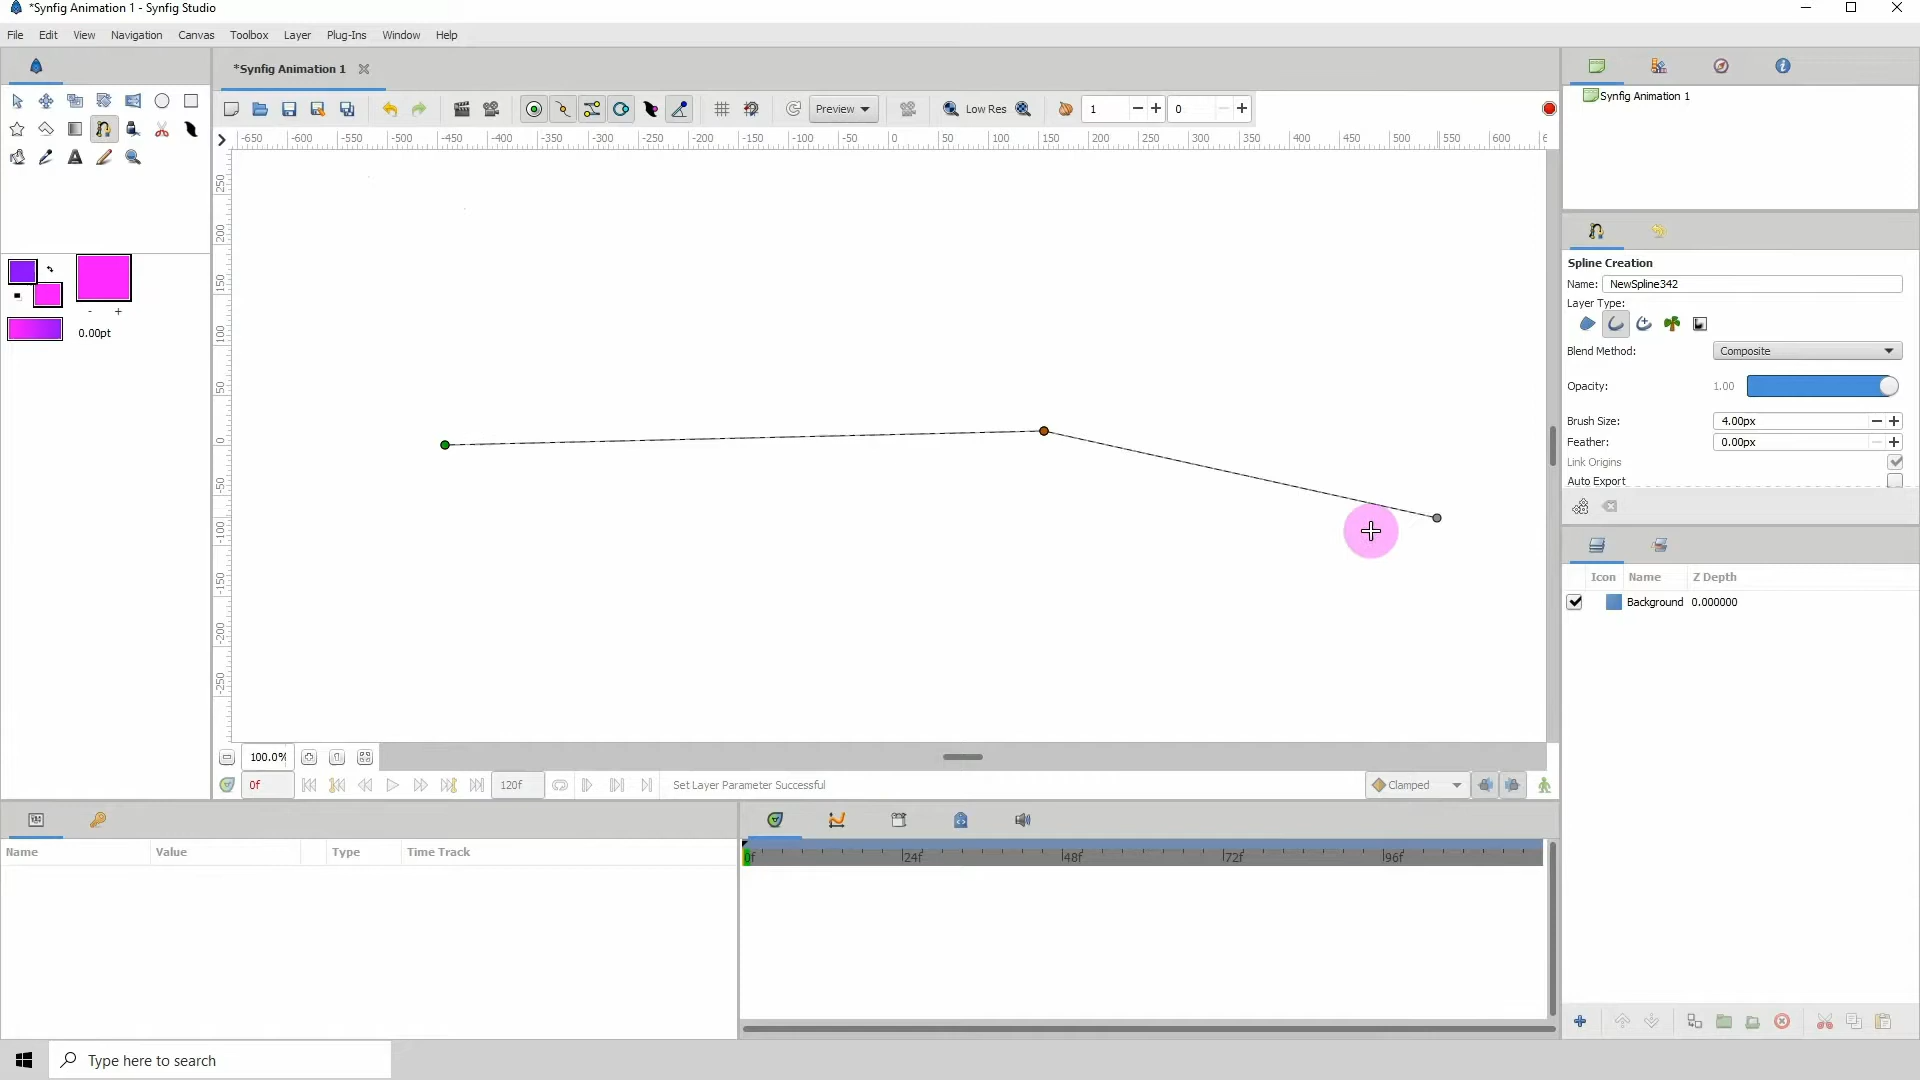 *Synfig Animation 1 - Synfig Studio
File Edit View Navigation Canvas Toolbox Layer Plug-Ins Window Help
*Synfig Animation 1
Preview Low Res 1 0
-650 -600 -550 -500 -450 -400 -350 -300 -250 -200 -150 -100 -50 0 50 100 150 200 250 300 350 400 450 500 550 600 6
250
200
150
100
50
0
-50
-100
-150
-200
-250
- +
0.00pt
Synfig Animation 1
Spline Creation
Name: NewSpline342
Layer Type:
Blend Method: Composite
Opacity: 1.00
Brush Size: 4.00px
Feather: 0.00px
Link Origins
Auto Export
Icon Name Z Depth
Background 0.000000
100.0%
0f 120f Set Layer Parameter Successful Clamped
Name Value Type Time Track
0f 24f 48f 72f 96f
Type here to search